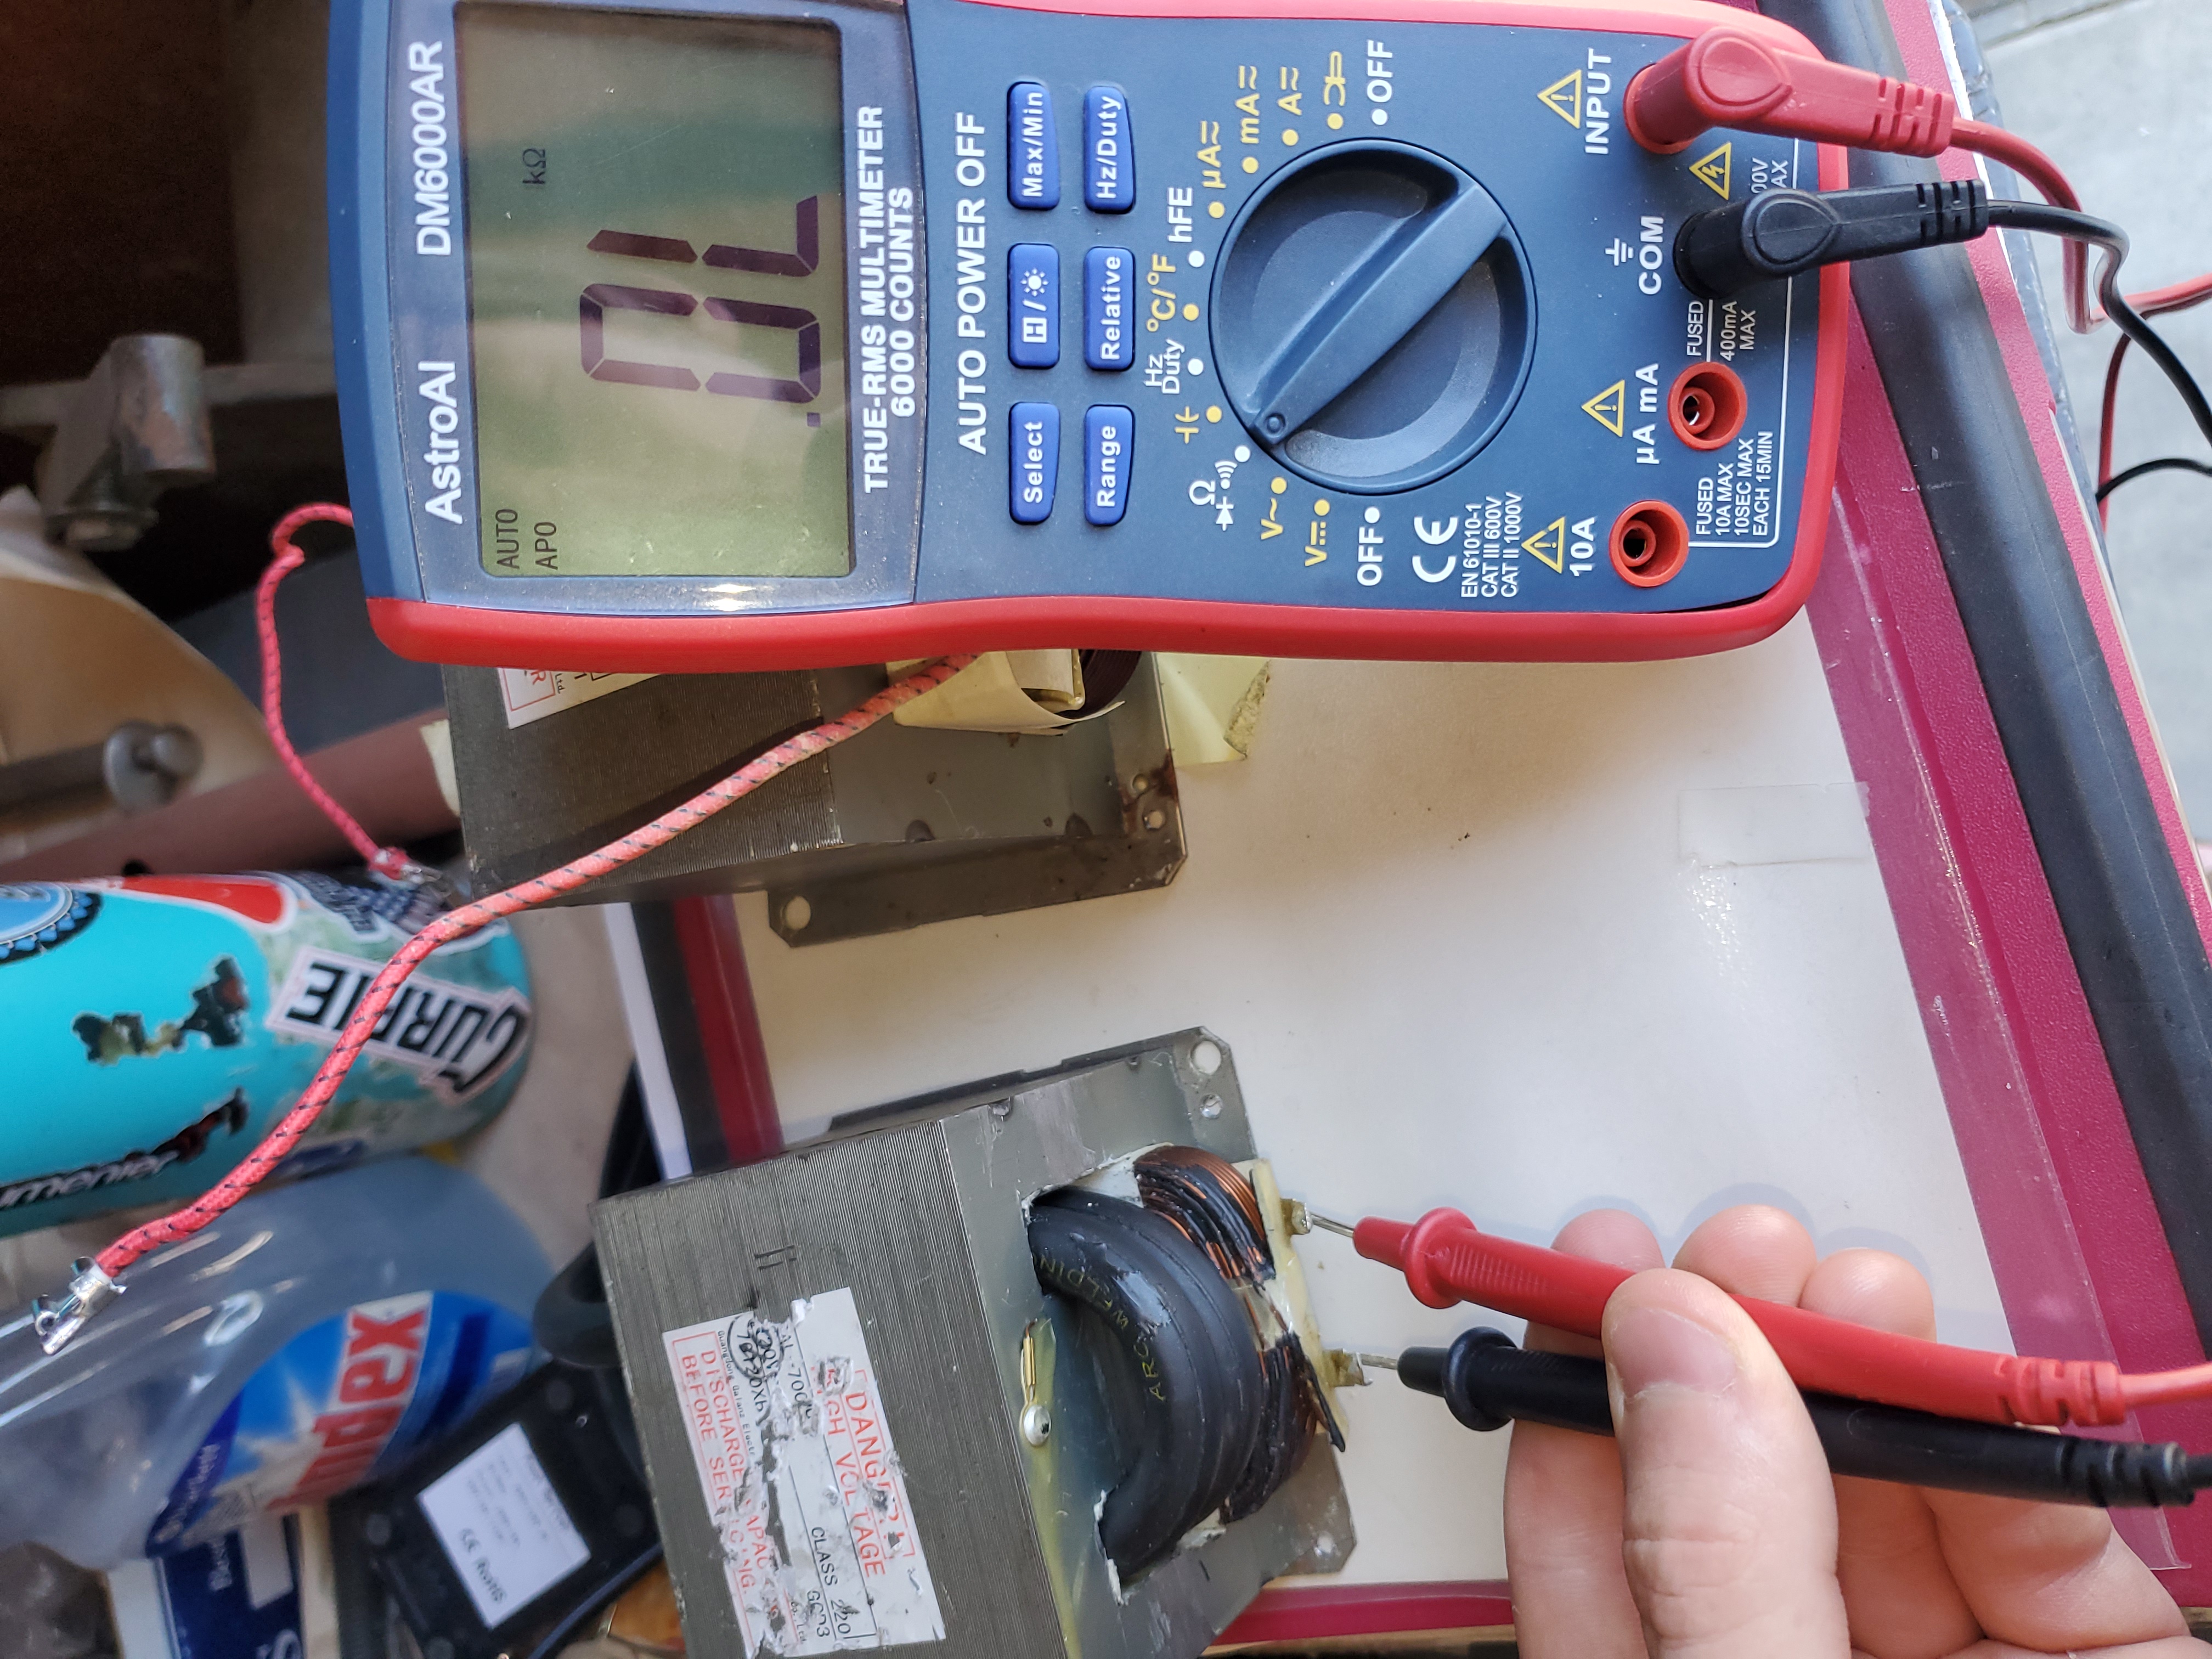 CURRIE
AstroAI DM6000AR
AUTO
APO
kΩ
.0L
TRUE-RMS MULTIMETER
6000 COUNTS
AUTO POWER OFF
Select
H/☀
Max/Min
Range
Relative
Hz/Duty
Hz
Duty
°C/°F
hFE
Ω
µA
mA
A
V~
V
OFF
OFF
CE
EN 61010-1
CAT III 600V
CAT II 1000V
10A
µA mA
COM
INPUT
FUSED
10A MAX
10SEC MAX
EACH 15MIN
FUSED
400mA
MAX
DANGER
HIGH VOLTAGE
CLASS 220
DISCHARGE
BEFORE
ARC WELDIN